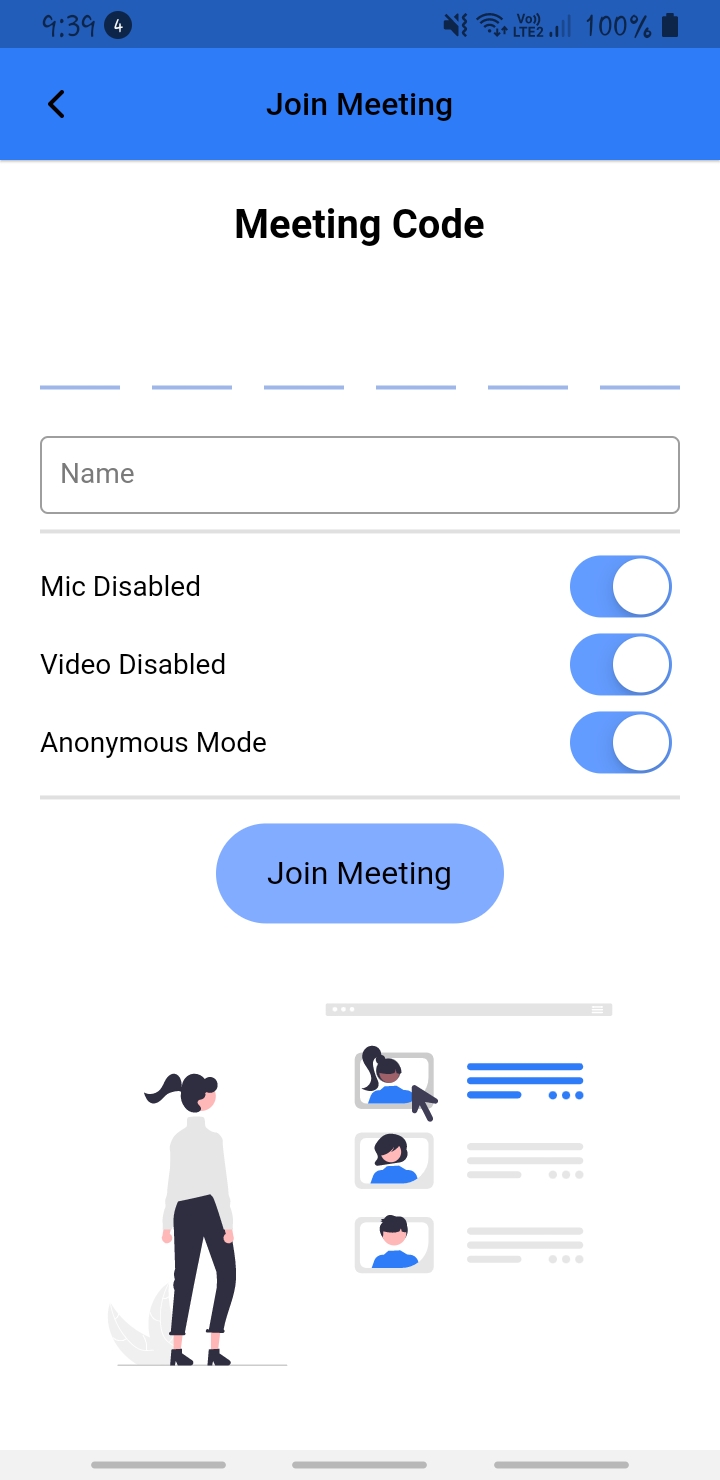 9:39 4 Vo)) LTE2 100%
Join Meeting
Meeting Code
Name
Mic Disabled
Video Disabled
Anonymous Mode
Join Meeting